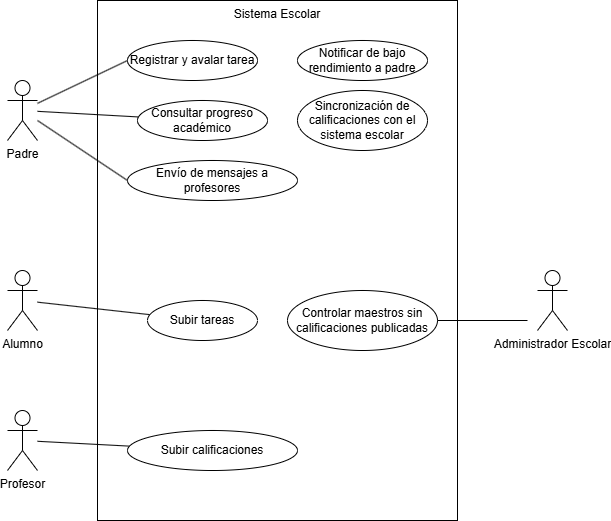 Sistema Escolar
Registrar y avalar tarea
Notificar de bajo
rendimiento a padre
Consultar progreso
académico
Sincronización de
calificaciones con el
sistema escolar
Padre
Envío de mensajes a
profesores
Subir tareas
Controlar maestros sin
calificaciones publicadas
Alumno
Administrador Escolar
Subir calificaciones
Profesor